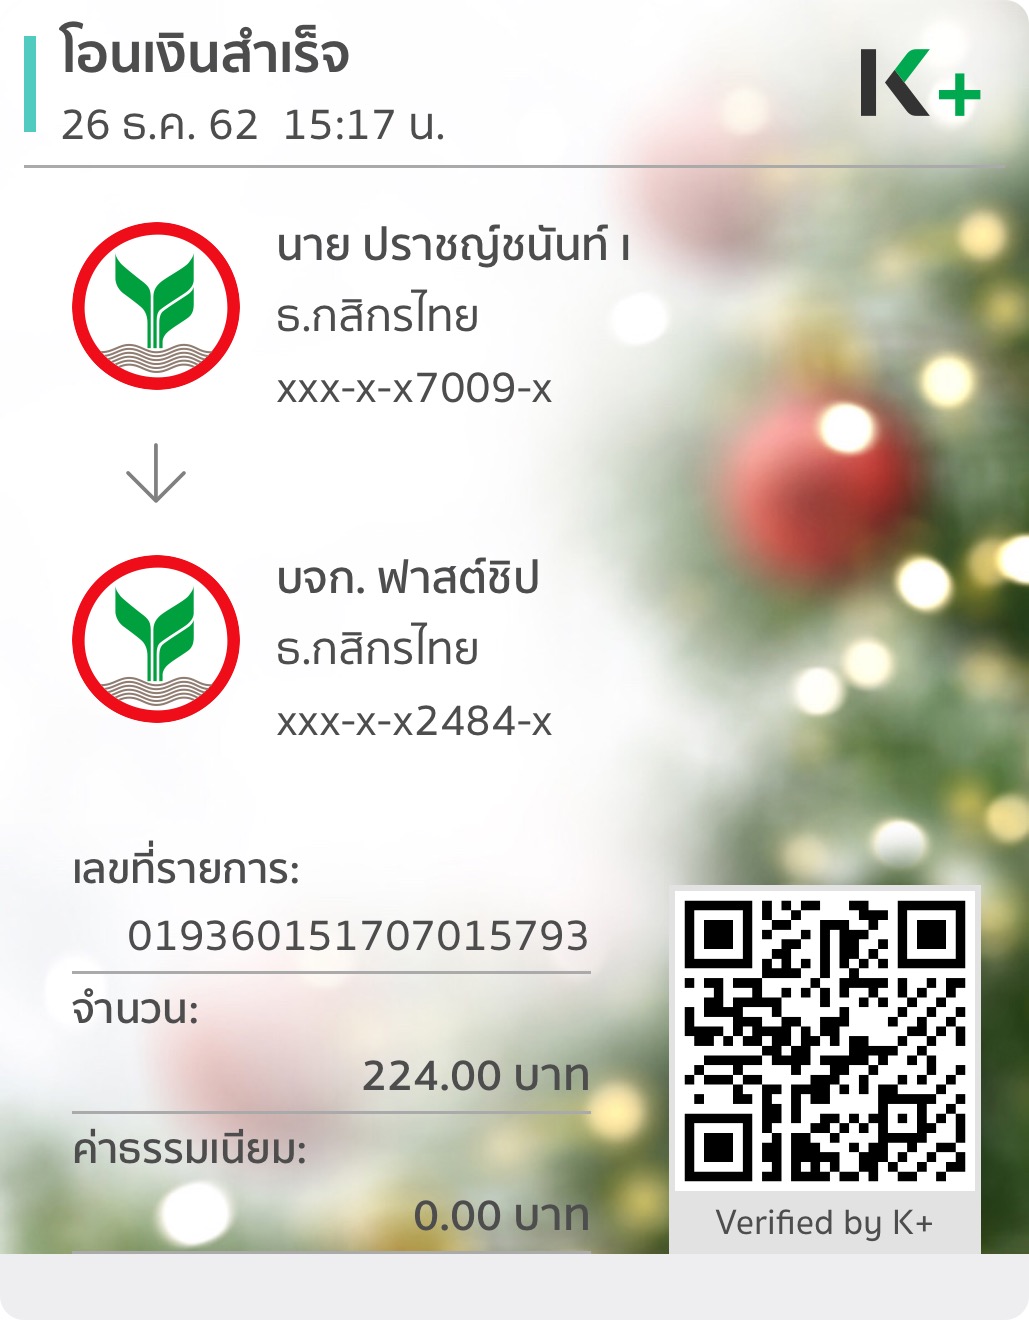 โอนเงินสำเร็จ
26 ธ.ค. 62  15:17 น.
K+
นาย ปราชญ์ชนันท์ เ
ธ.กสิกรไทย
xxx-x-x7009-x
บจก. ฟาสต์ชิป
ธ.กสิกรไทย
xxx-x-x2484-x
เลขที่รายการ:
019360151707015793
จำนวน:
224.00 บาท
ค่าธรรมเนียม:
0.00 บาท
Verified by K+